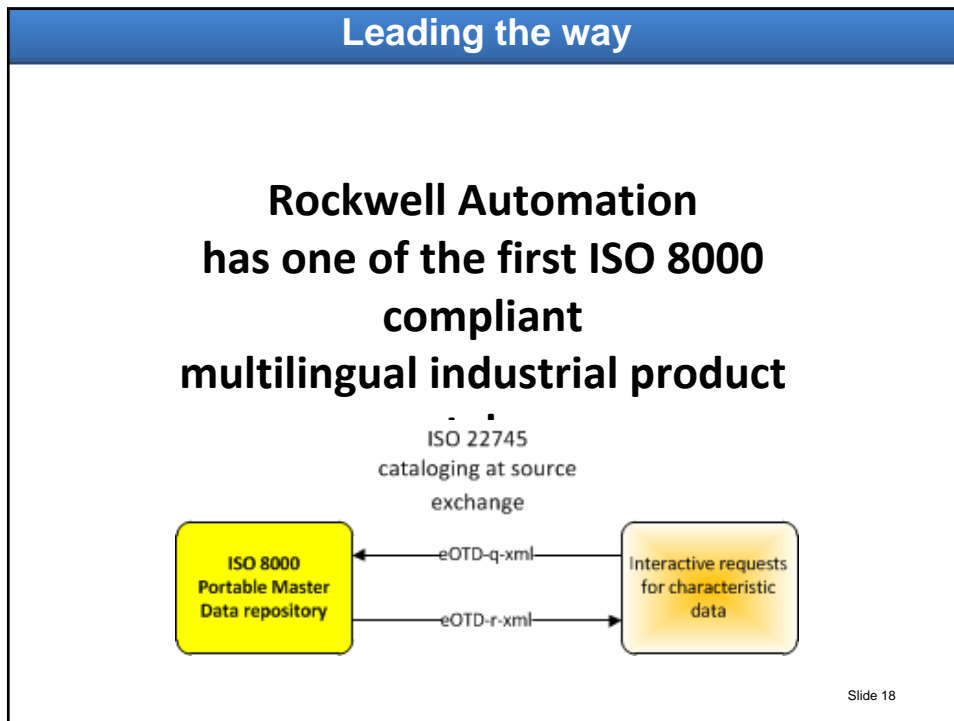 Leading the way
Rockwell Automation
has one of the first ISO 8000
compliant
multilingual industrial product
ISO 22745
cataloging at source
exchange
ISO 8000
Portable Master
Data repository
eOTD-q-xml
eOTD-r-xml
Interactive requests
for characteristic
data
Slide 18